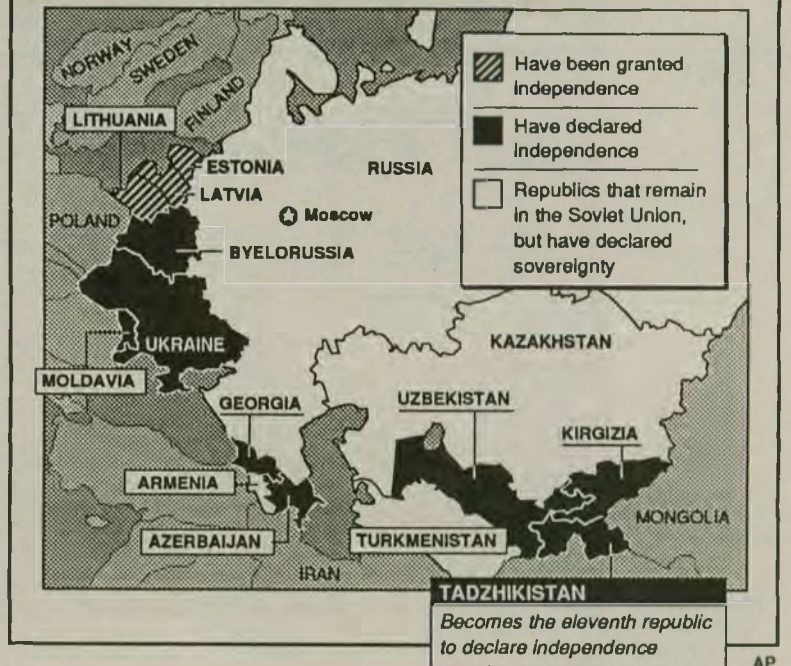 NORWAY
SWEDEN
FINLAND
Have been granted
independence
Have declared
independence
Republics that remain
in the Soviet Union,
but have declared
sovereignty
LITHUANIA
ESTONIA
LATVIA
RUSSIA
POLAND
Moscow
BYELORUSSIA
UKRAINE
KAZAKHSTAN
MOLDAVIA
GEORGIA
UZBEKISTAN
KIRGIZIA
ARMENIA
MONGOLIA
AZERBAIJAN
TURKMENISTAN
IRAN
TADZHIKISTAN
Becomes the eleventh republic
to declare independence
AP